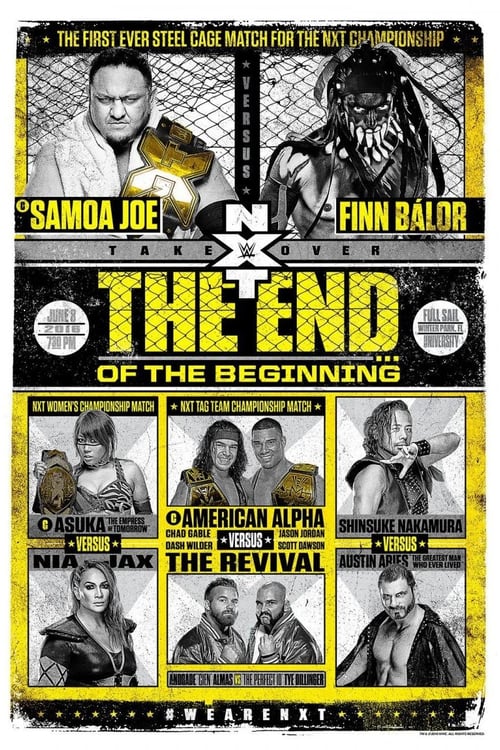 ★ THE FIRST EVER STEEL CAGE MATCH FOR THE NXT CHAMPIONSHIP ★
★ VERSUS ★
C SAMOA JOE
FINN BÁLOR
NXT
W
TAKEOVER
THE END
OF THE BEGINNING...
JUNE 8
2016
7:30 PM
FULL SAIL
WINTER PARK, FL
UNIVERSITY
NXT WOMEN'S CHAMPIONSHIP MATCH
C ASUKA THE EMPRESS OF TOMORROW
★ VERSUS ★
NIA JAX
NXT TAG TEAM CHAMPIONSHIP MATCH
C AMERICAN ALPHA
CHAD GABLE JASON JORDAN
★ VERSUS ★
DASH WILDER SCOTT DAWSON
THE REVIVAL
ANDRADE "CIEN" ALMAS VS THE PERFECT 10 TYE DILLINGER
SHINSUKE NAKAMURA
★ VERSUS ★
AUSTIN ARIES THE GREATEST MAN WHO EVER LIVED
#WEARENXT